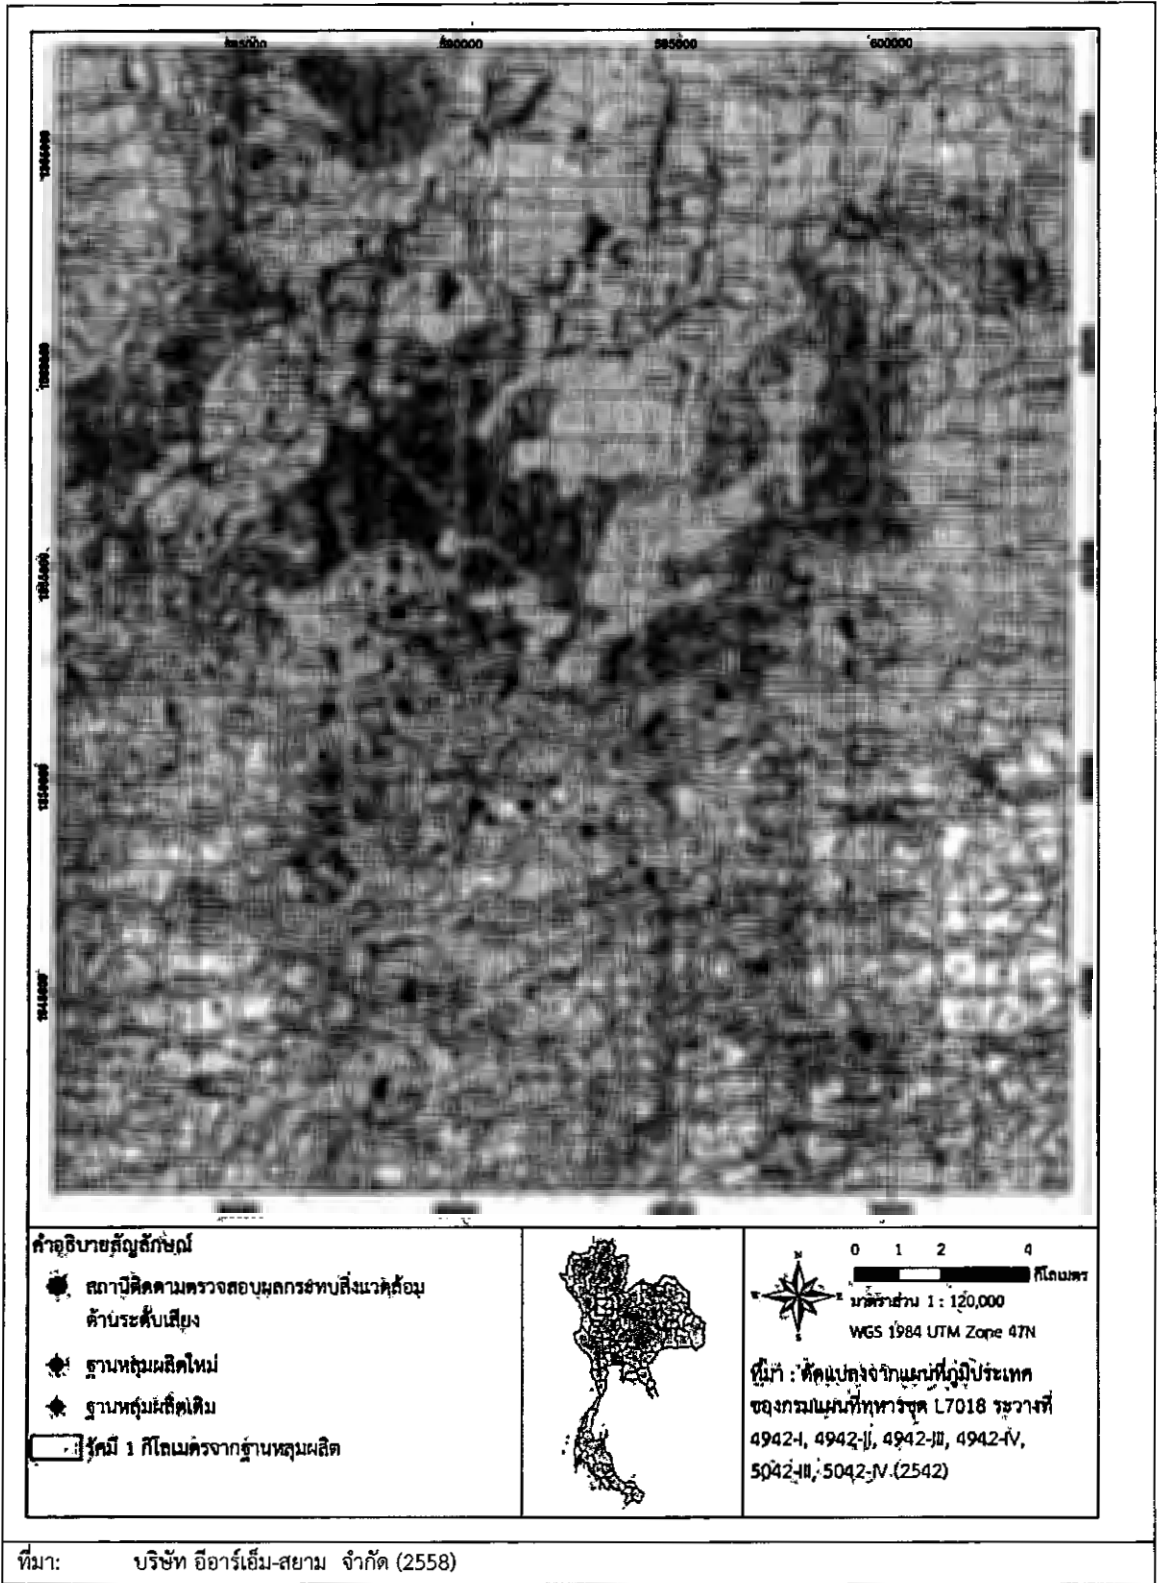 585000 590000 595000 600000
1850000
1845000
คำอธิบายสัญลักษณ์
สถานีติดตามตรวจสอบผลกระทบสิ่งแวดล้อม
ด้านระดับเสียง
ฐานหลุมผลิตใหม่
ฐานหลุมผลิตเดิม
รัศมี 1 กิโลเมตรจากฐานหลุมผลิต
N
W E
S
0 1 2 4
กิโลเมตร
มาตราส่วน 1 : 120,000
WGS 1984 UTM Zone 47N
ที่มา : ดัดแปลงจากแผนที่ภูมิประเทศ
ของกรมแผนที่ทหารชุด L7018 ระวางที่
4942-I, 4942-II, 4942-III, 4942-IV,
5042-III, 5042-IV (2542)
ที่มา: บริษัท อีอาร์เอ็ม-สยาม จำกัด (2558)